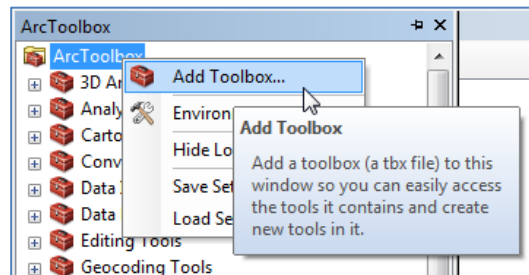 ArcToolbox
ArcToolbox
3D Ar
Add Toolbox...
Analy
Environ
Carto
Hide Lo
Conv
Data
Save Set
Data
Load Se
Editing Tools
Geocoding Tools
Add Toolbox
Add a toolbox (a tbx file) to this
window so you can easily access
the tools it contains and create
new tools in it.